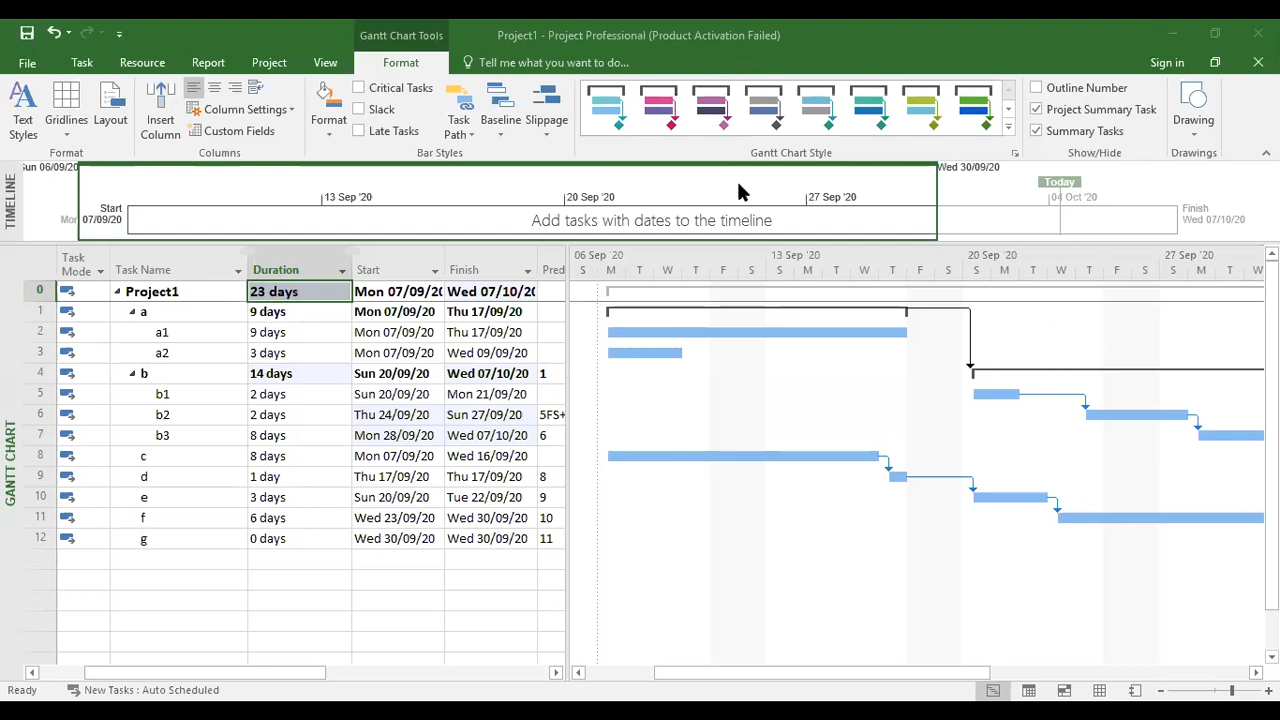 Gantt Chart Tools
Project1 - Project Professional (Product Activation Failed)
File Task Resource Report Project View Format Tell me what you want to do... Sign in
Text Styles Gridlines Layout Insert Column Column Settings Custom Fields Format Critical Tasks Slack Late Tasks Task Path Baseline Slippage Outline Number Project Summary Task Summary Tasks Drawing
Format Columns Bar Styles Gantt Chart Style Show/Hide Drawings
TIMELINE
Sun 06/09/20 Wed 30/09/20
Today
13 Sep '20 20 Sep '20 27 Sep '20 04 Oct '20
Start
Mon 07/09/20
Add tasks with dates to the timeline
Finish
Wed 07/10/20
GANTT CHART
Task Mode Task Name Duration Start Finish Pred
06 Sep '20 13 Sep '20 20 Sep '20 27 Sep '20
S M T W T F S S M T W T F S S M T W T F S S M T W
0 Project1 23 days Mon 07/09/20 Wed 07/10/20
1 a 9 days Mon 07/09/20 Thu 17/09/20
2 a1 9 days Mon 07/09/20 Thu 17/09/20
3 a2 3 days Mon 07/09/20 Wed 09/09/20
4 b 14 days Sun 20/09/20 Wed 07/10/20 1
5 b1 2 days Sun 20/09/20 Mon 21/09/20
6 b2 2 days Thu 24/09/20 Sun 27/09/20 5FS+
7 b3 8 days Mon 28/09/20 Wed 07/10/20 6
8 c 8 days Mon 07/09/20 Wed 16/09/20
9 d 1 day Thu 17/09/20 Thu 17/09/20 8
10 e 3 days Sun 20/09/20 Tue 22/09/20 9
11 f 6 days Wed 23/09/20 Wed 30/09/20 10
12 g 0 days Wed 30/09/20 Wed 30/09/20 11
Ready New Tasks : Auto Scheduled